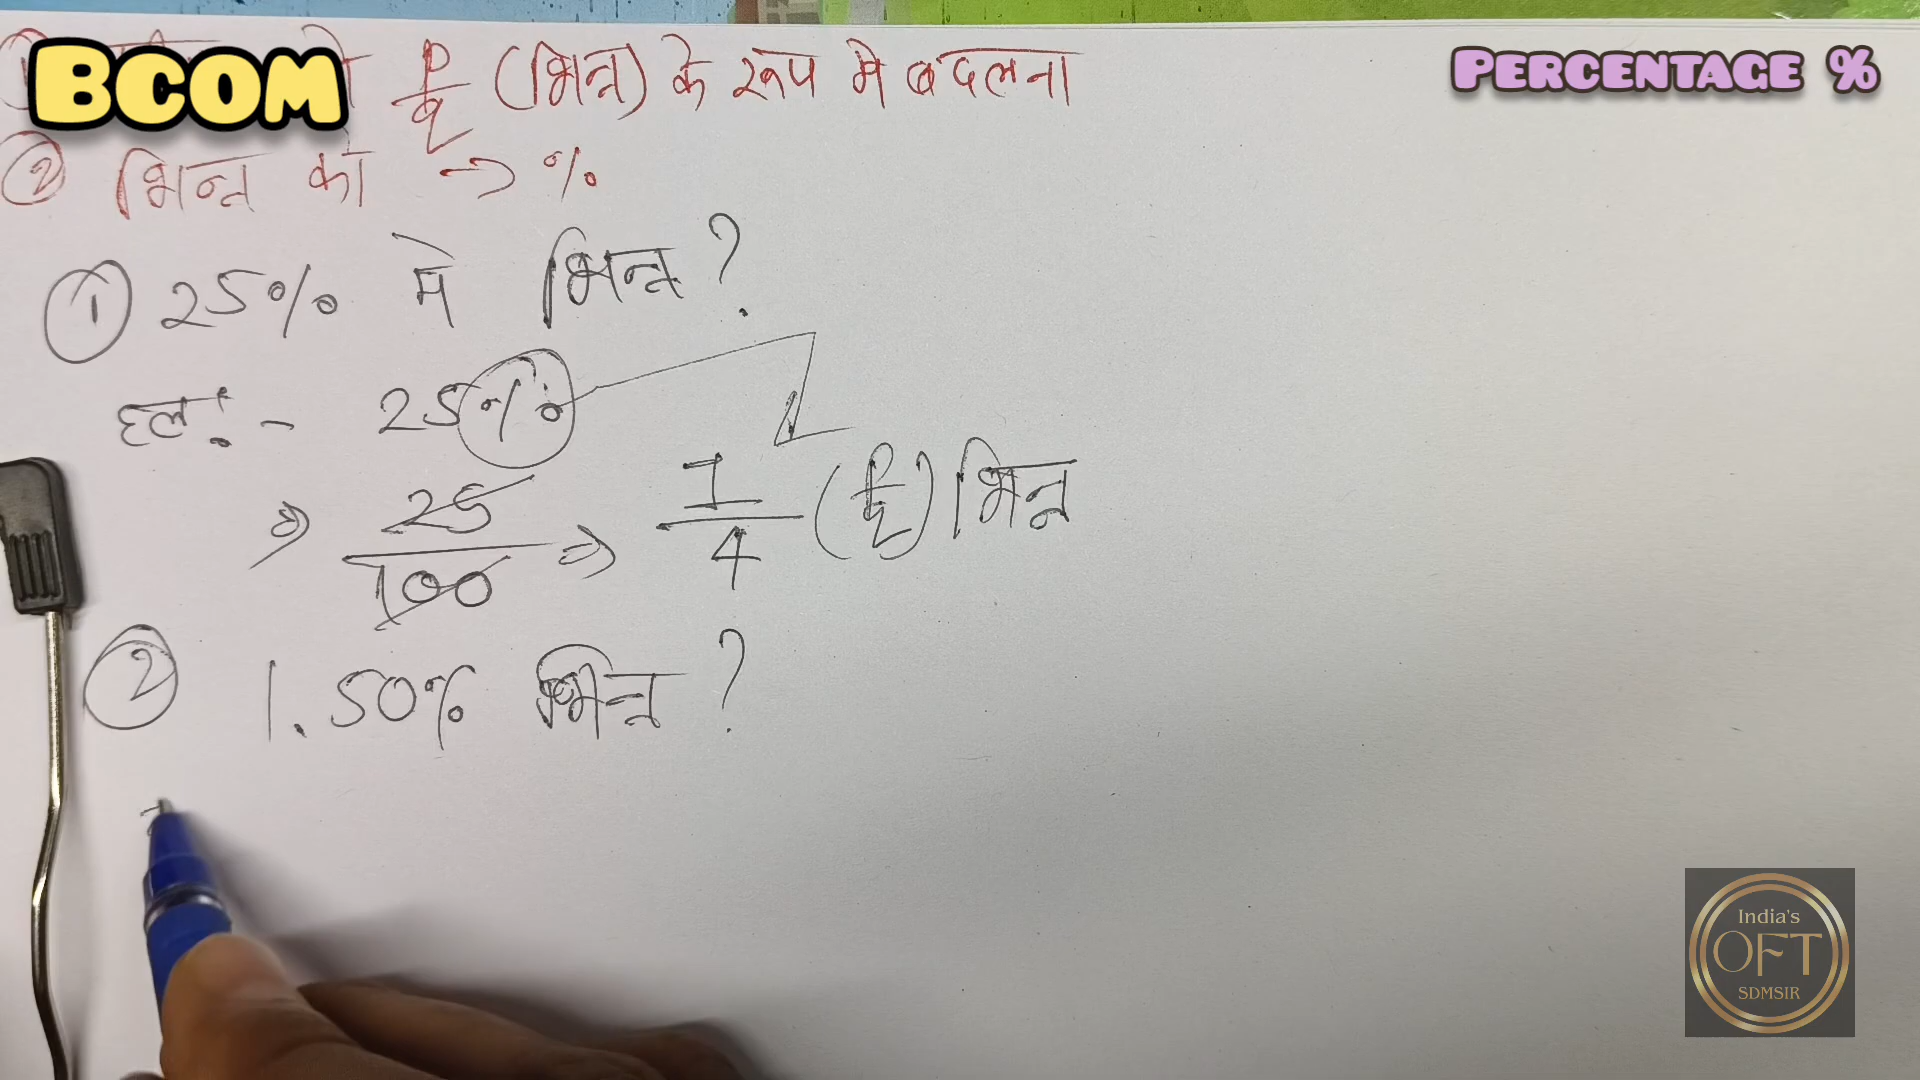 BCOM
PERCENTAGE %
p/q (भिन्न) के रूप मे बदलना
② भिन्न को → %
① 25% मे भिन्न ?
हल :- 25%
⇒ 25/100 ⇒ 1/4 (p/q) भिन्न
② 1.50% भिन्न ?
India's
OFT
SDMSIR